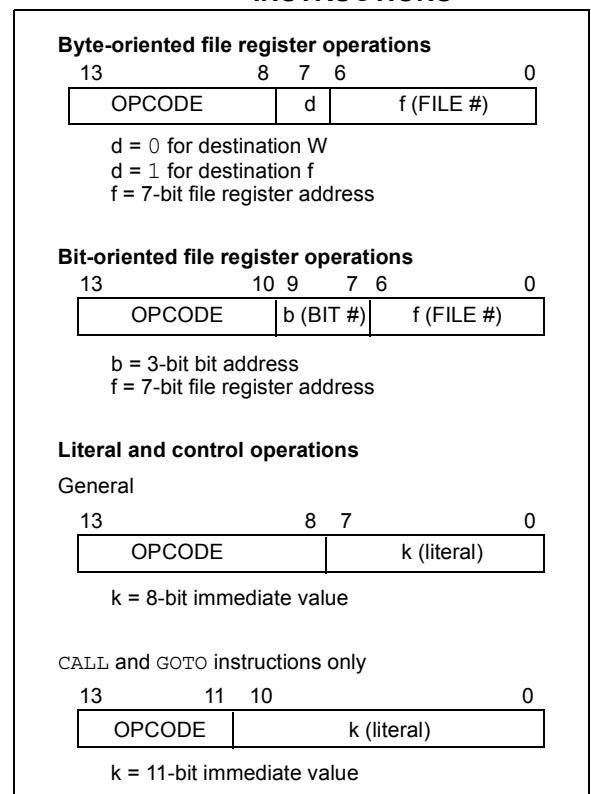 Byte-oriented file register operations
13 8 7 6 0
OPCODE d f (FILE #)
d = 0 for destination W
d = 1 for destination f
f = 7-bit file register address
Bit-oriented file register operations
13 10 9 7 6 0
OPCODE b (BIT #) f (FILE #)
b = 3-bit bit address
f = 7-bit file register address
Literal and control operations
General
13 8 7 0
OPCODE k (literal)
k = 8-bit immediate value
CALL and GOTO instructions only
13 11 10 0
OPCODE k (literal)
k = 11-bit immediate value